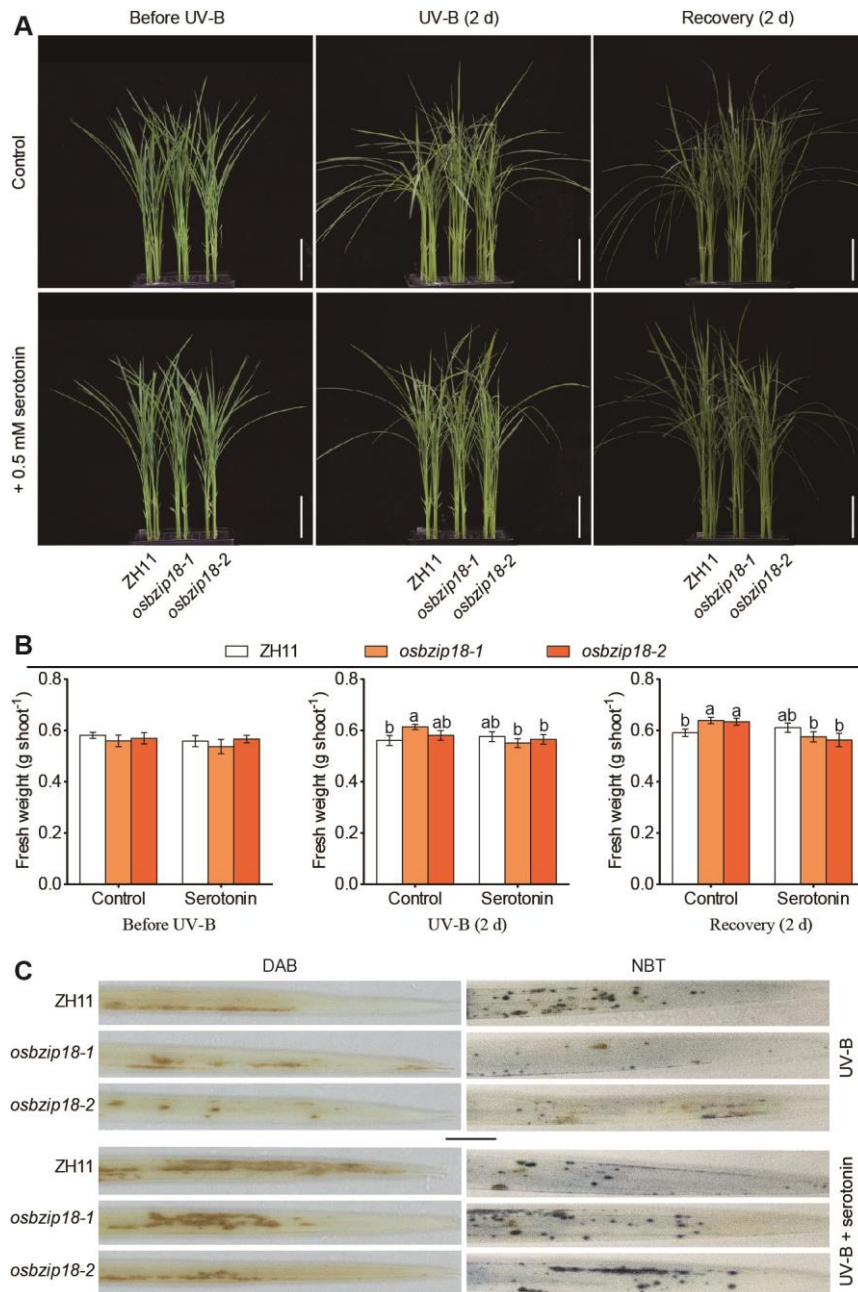 A
Before UV-B
UV-B (2 d)
Recovery (2 d)
Control
+ 0.5 mM serotonin
ZH11
osbzip18-1
osbzip18-2
ZH11
osbzip18-1
osbzip18-2
ZH11
osbzip18-1
osbzip18-2
B
ZH11
osbzip18-1
osbzip18-2
Fresh weight (g shoot⁻¹)
0.8
0.6
0.4
0.2
0.0
Control
Serotonin
Before UV-B
Fresh weight (g shoot⁻¹)
0.8
0.6
0.4
0.2
0.0
b
a
ab
ab
b
b
Control
Serotonin
UV-B (2 d)
Fresh weight (g shoot⁻¹)
0.8
0.6
0.4
0.2
0.0
b
a
a
ab
b
b
Control
Serotonin
Recovery (2 d)
C
DAB
NBT
ZH11
osbzip18-1
osbzip18-2
UV-B
ZH11
osbzip18-1
osbzip18-2
UV-B + serotonin